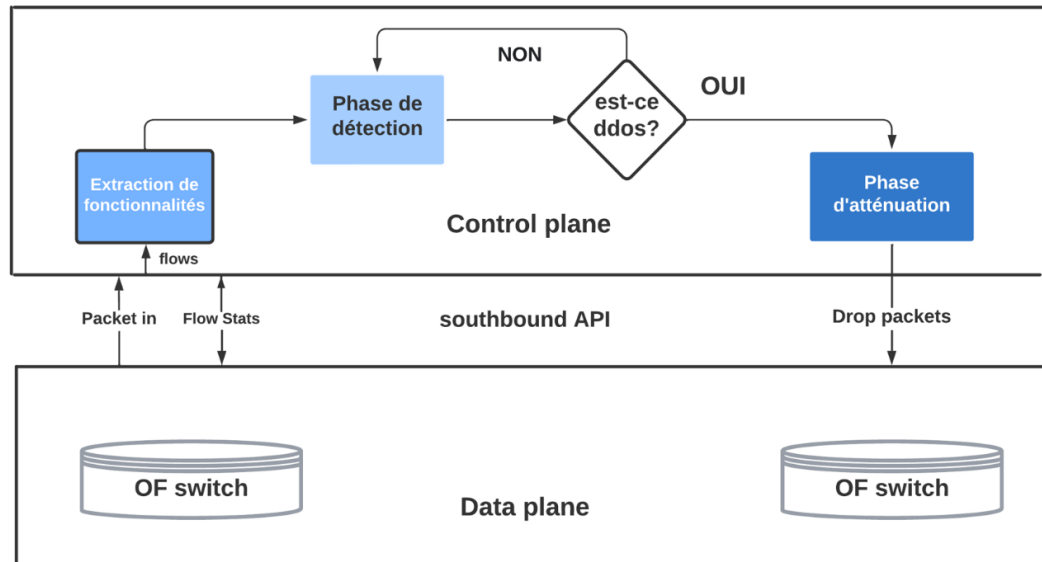 NON
OUI
Phase de
détection
est-ce
ddos?
Extraction de
fonctionnalités
Phase
d'atténuation
Control plane
flows
Packet in
Flow Stats
southbound API
Drop packets
OF switch
OF switch
Data plane